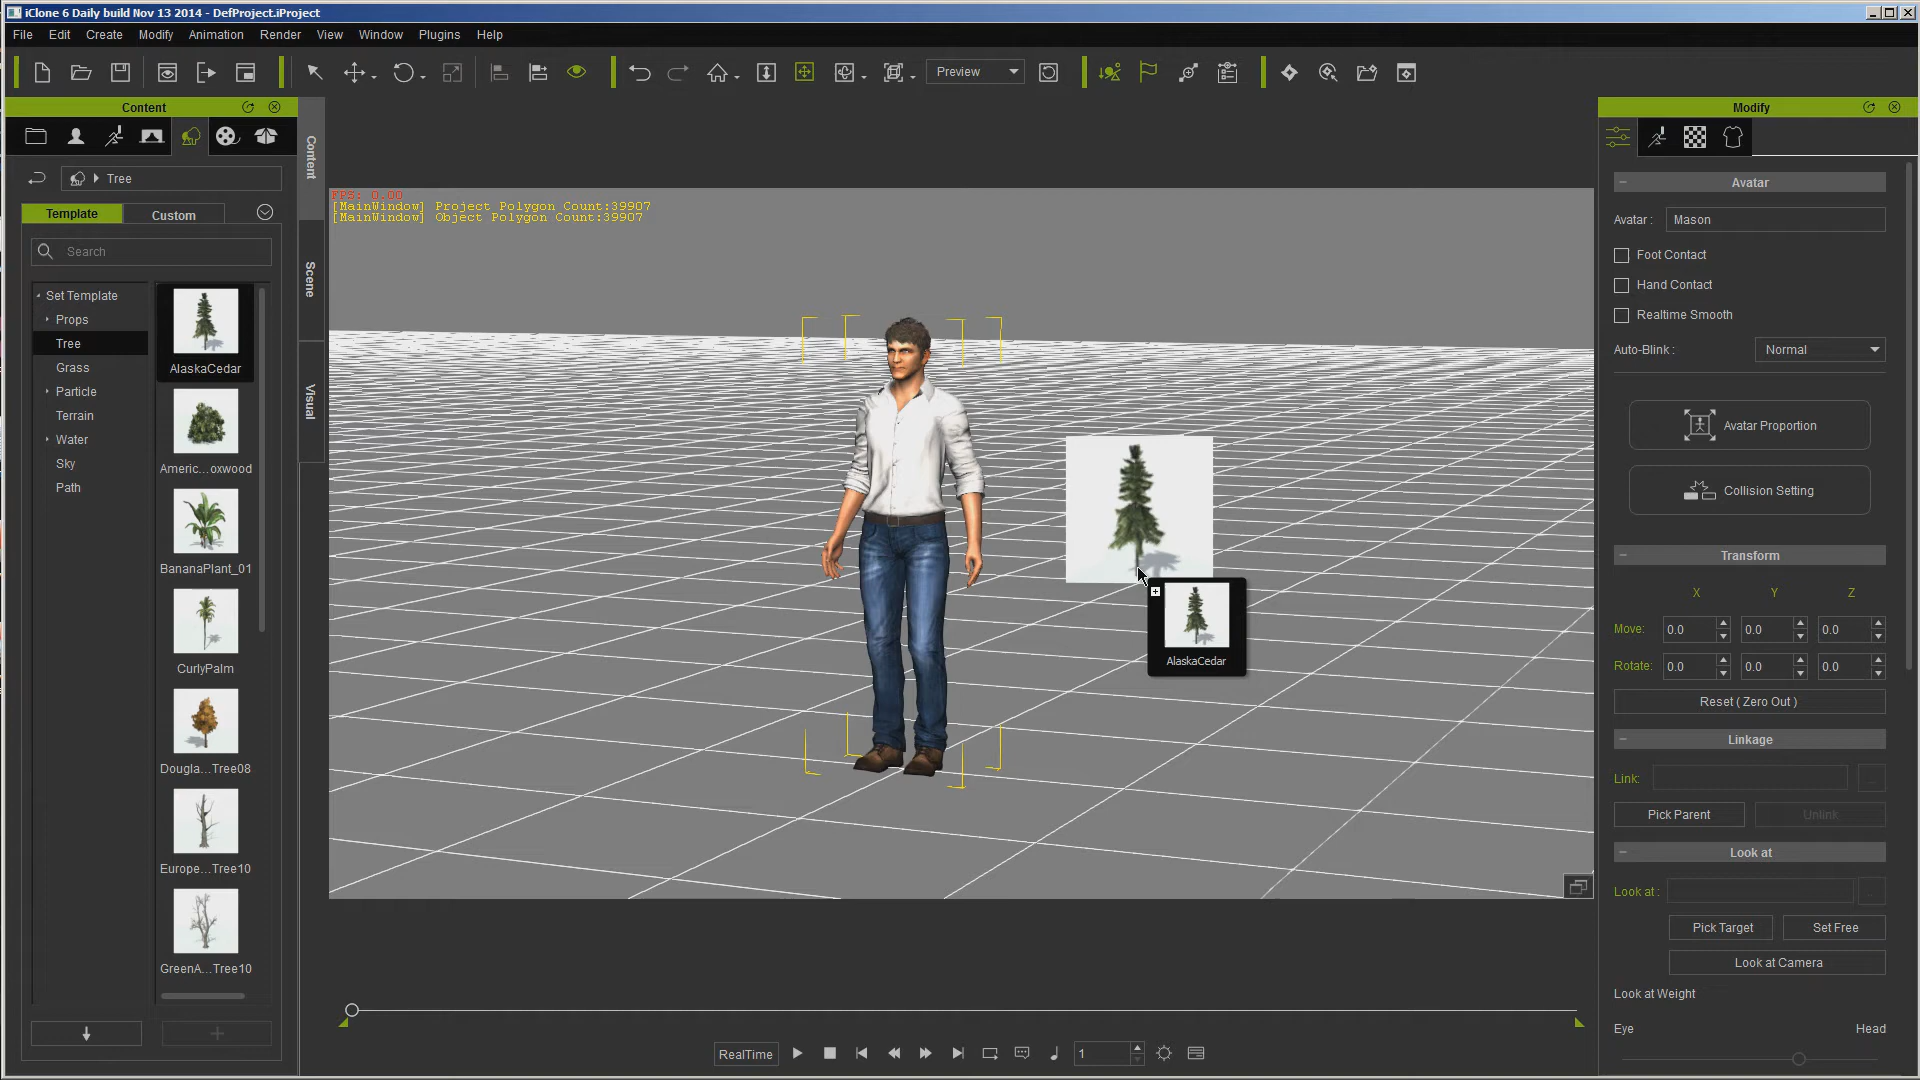 iClone 6 Daily build Nov 13 2014 - DefProject.iProject
File Edit Create Modify Animation Render View Window Plugins Help
Preview
Content
Tree
Template Custom
Search
Set Template
Props
Tree
Grass
Particle
Terrain
Water
Sky
Path
AlaskaCedar
Americ...oxwood
BananaPlant_01
CurlyPalm
Dougla...Tree08
Europe...Tree10
GreenA...Tree10
Content
Scene
Visual
FPS: 0.00
[MainWindow] Project Polygon Count:39907
[MainWindow] Object Polygon Count:39907
AlaskaCedar
RealTime
1
Modify
Avatar
Avatar : Mason
Foot Contact
Hand Contact
Realtime Smooth
Auto-Blink : Normal
Avatar Proportion
Collision Setting
Transform
X Y Z
Move: 0.0 0.0 0.0
Rotate: 0.0 0.0 0.0
Reset ( Zero Out )
Linkage
Link:
Pick Parent Unlink
Look at
Look at :
Pick Target Set Free
Look at Camera
Look at Weight
Eye Head